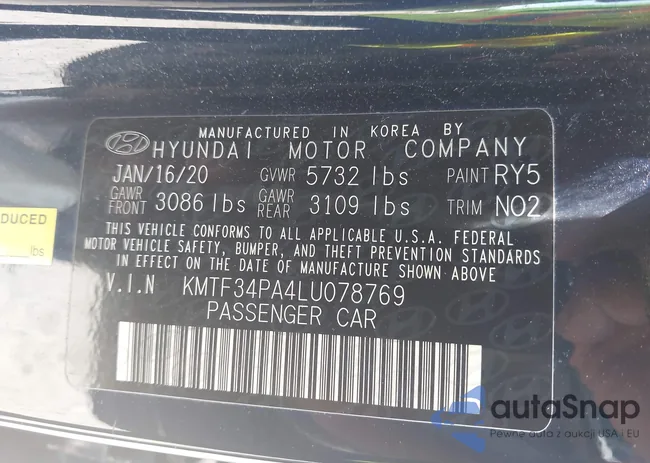 MANUFACTURED IN KOREA BY
HYUNDAI MOTOR COMPANY
JAN/16/20 GVWR 5732 lbs PAINT RY5
GAWR FRONT 3086 lbs GAWR REAR 3109 lbs TRIM NO2
THIS VEHICLE CONFORMS TO ALL APPLICABLE U.S.A. FEDERAL
MOTOR VEHICLE SAFETY, BUMPER, AND THEFT PREVENTION STANDARDS
IN EFFECT ON THE DATE OF MANUFACTURE SHOWN ABOVE
V.I.N KMTF34PA4LU078769
PASSENGER CAR
DUCED
lbs
autaSnap
Pewne auta z aukcji USA i EU